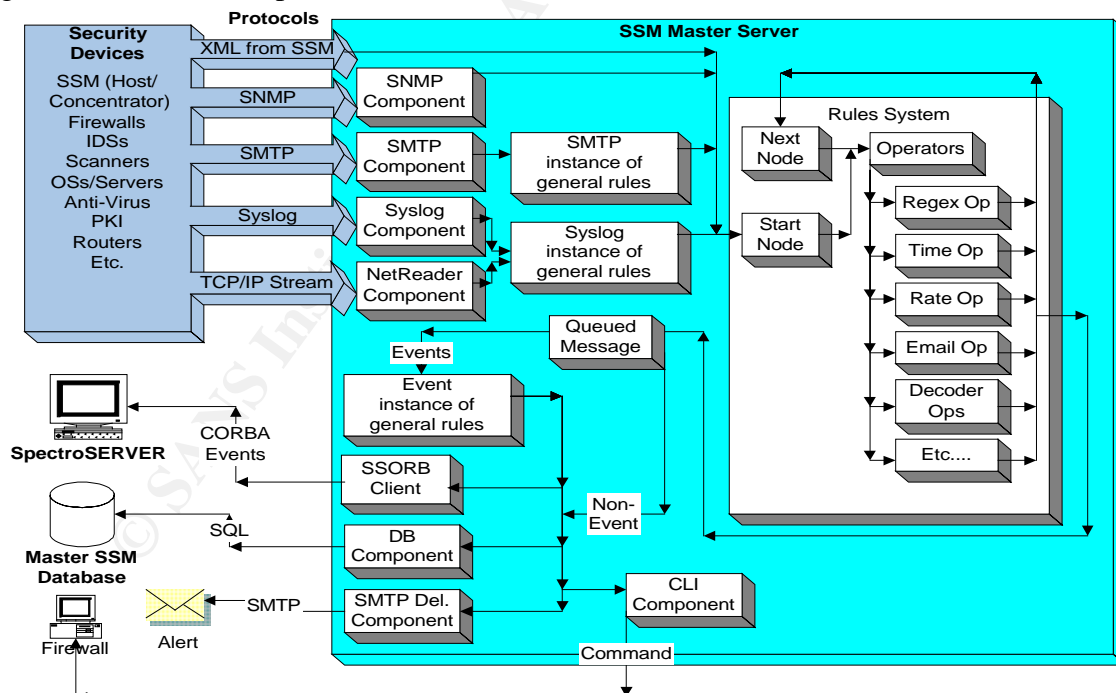 Protocols
Security
Devices
SSM (Host/
Concentrator)
Firewalls
IDSs
Scanners
OSs/Servers
Anti-Virus
PKI
Routers
Etc.
XML from SSM
SNMP
SMTP
Syslog
TCP/IP Stream
SSM Master Server
SNMP
Component
SMTP
Component
Syslog
Component
NetReader
Component
SMTP
instance of
general rules
Syslog
instance of
general rules
Rules System
Next
Node
Start
Node
Operators
Regex Op
Time Op
Rate Op
Email Op
Decoder
Ops
Etc....
Queued
Message
Events
Event
instance of
general rules
Non-
Event
SSORB
Client
DB
Component
SMTP Del.
Component
CLI
Component
Command
CORBA
Events
SQL
SMTP
SpectroSERVER
Master SSM
Database
Firewall
Alert
© SANS Insti